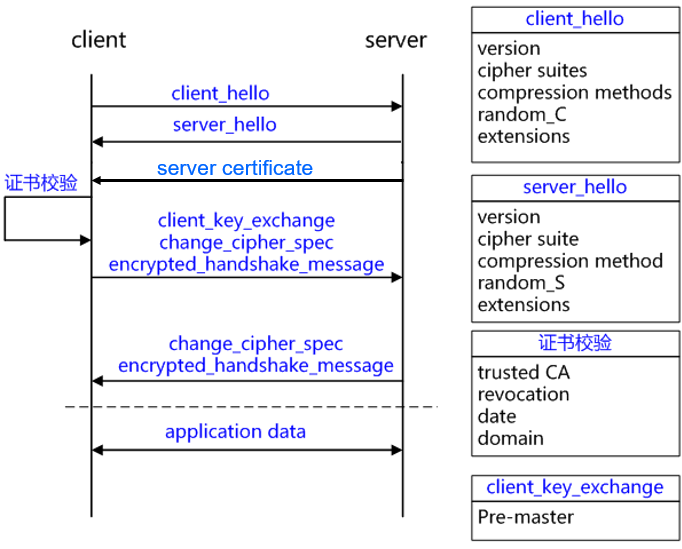 client
server
client_hello
server_hello
server certificate
证书校验
client_key_exchange
change_cipher_spec
encrypted_handshake_message
change_cipher_spec
encrypted_handshake_message
application data
client_hello
version
cipher suites
compression methods
random_C
extensions
server_hello
version
cipher suite
compression method
random_S
extensions
证书校验
trusted CA
revocation
date
domain
client_key_exchange
Pre-master